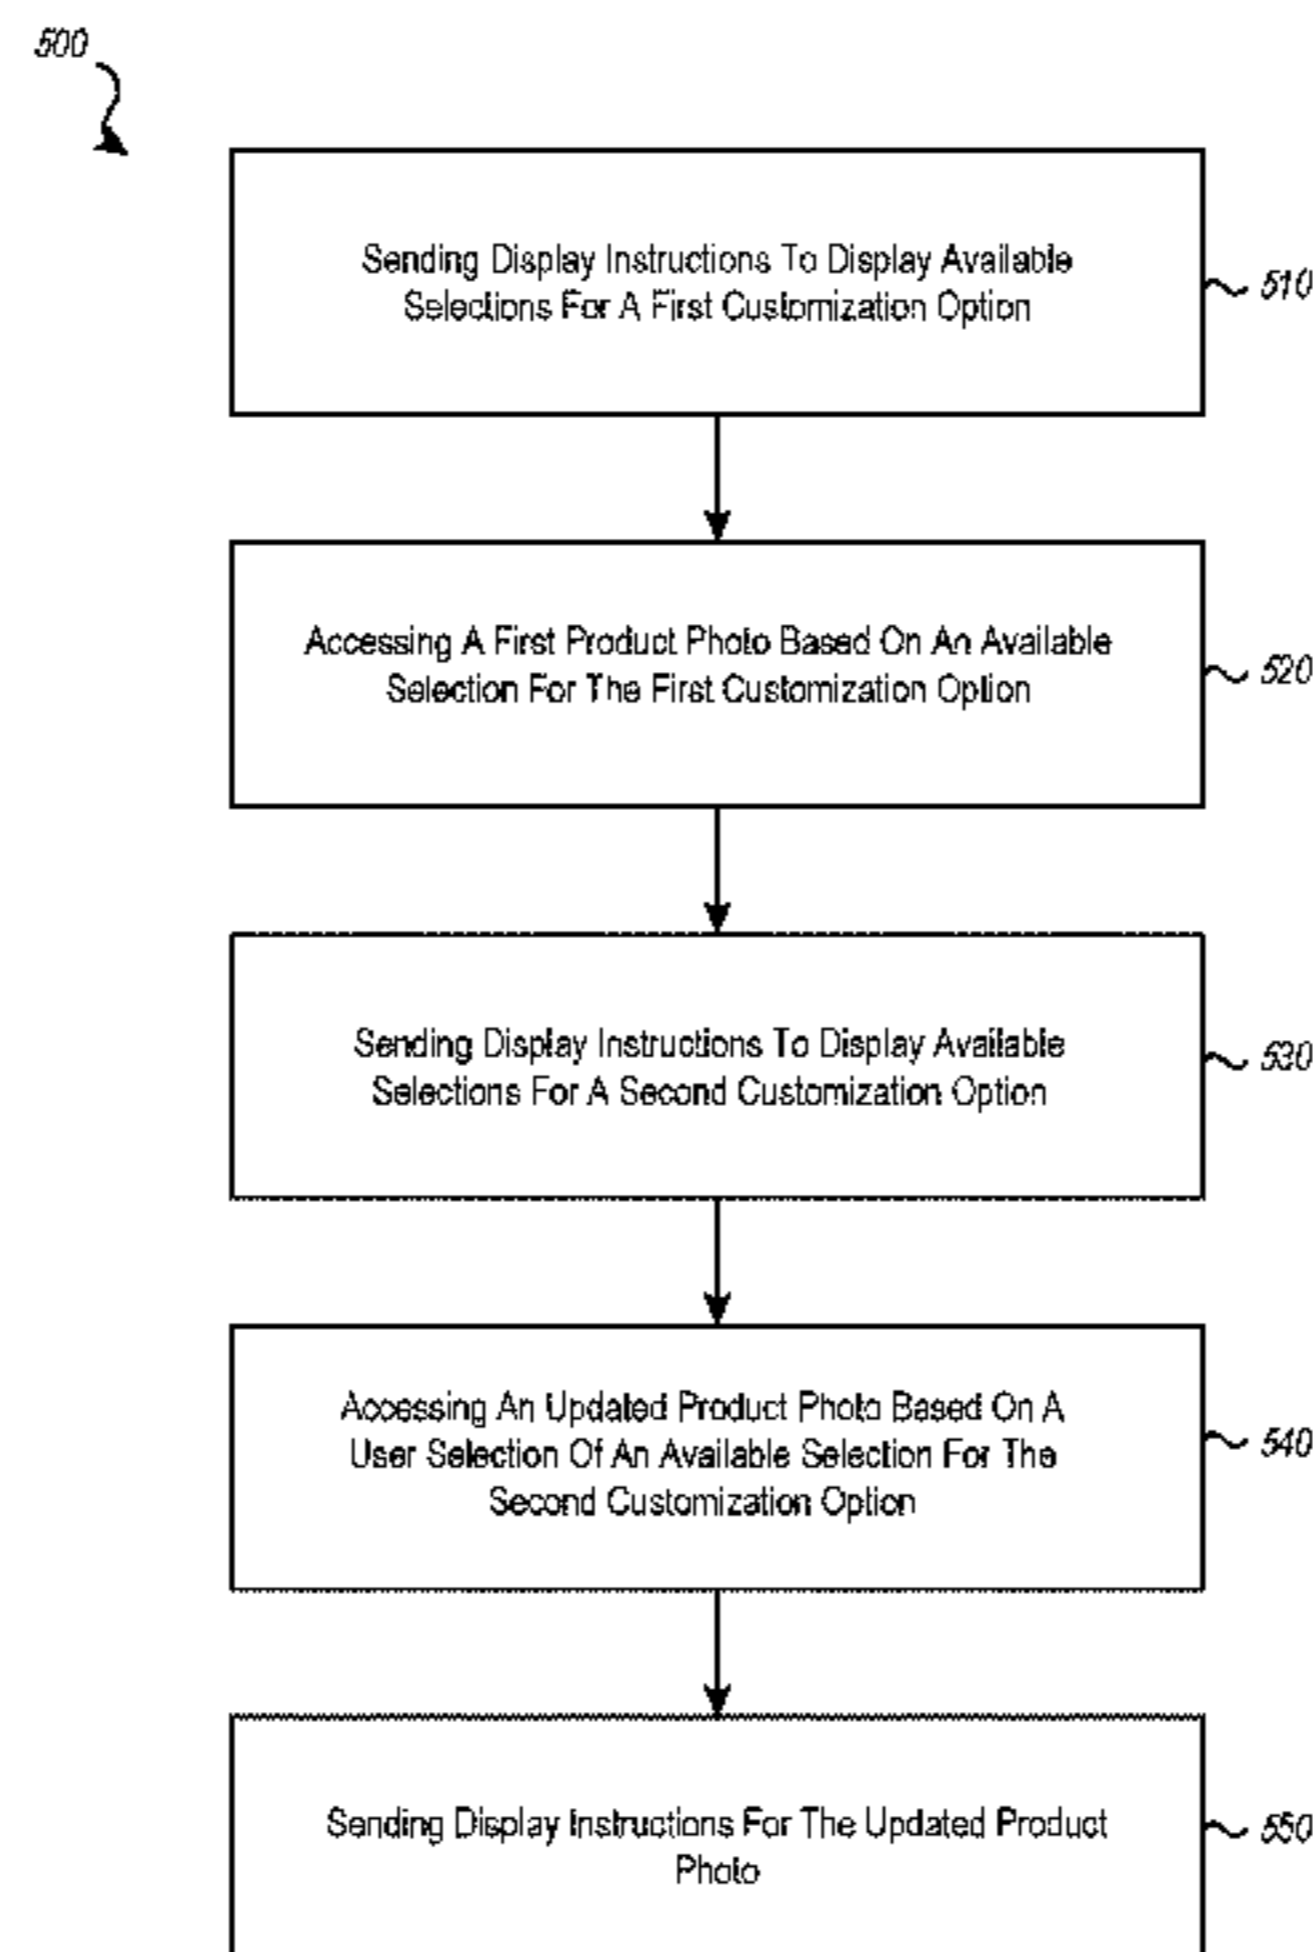 500
Sending Display Instructions To Display Available
Selections For A First Customization Option
510
Accessing A First Product Photo Based On An Available
Selection For The First Customization Option
520
Sending Display Instructions To Display Available
Selections For A Second Customization Option
530
Accessing An Updated Product Photo Based On A
User Selection Of An Available Selection For The
Second Customization Option
540
Sending Display Instructions For The Updated Product
Photo
550